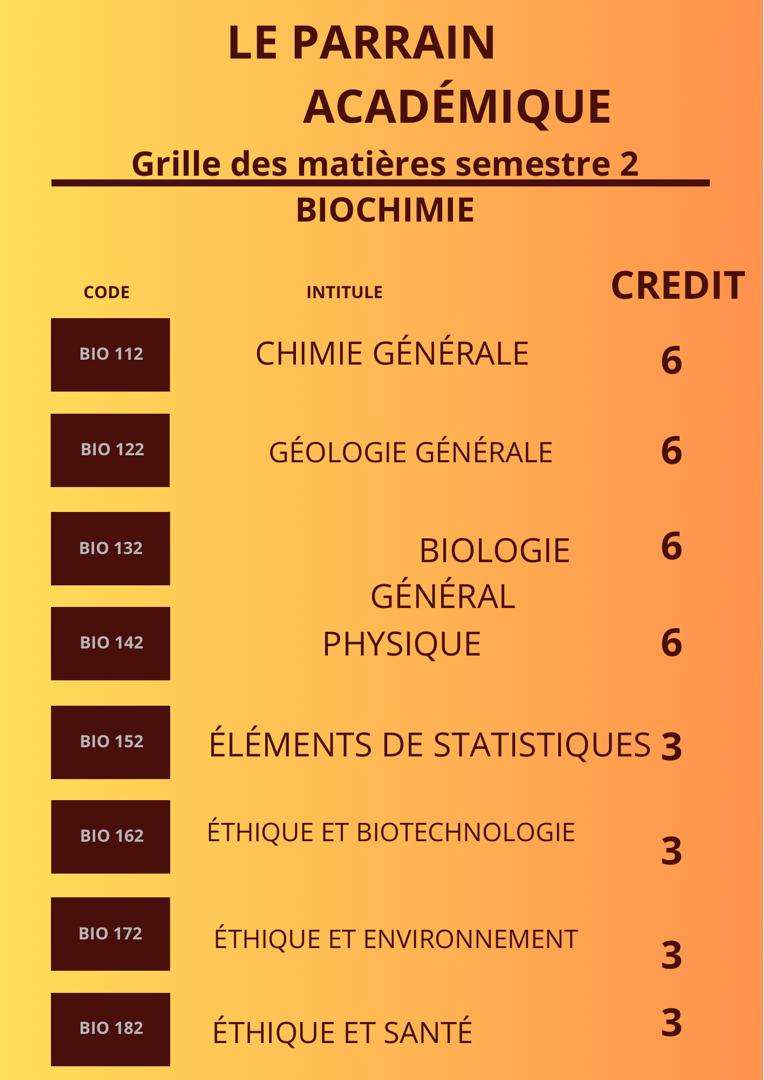 LE PARRAIN
ACADÉMIQUE
Grille des matières semestre 2
BIOCHIMIE
CODE INTITULE CREDIT
BIO 112 CHIMIE GÉNÉRALE 6
BIO 122 GÉOLOGIE GÉNÉRALE 6
BIO 132 BIOLOGIE 6
GÉNÉRAL
BIO 142 PHYSIQUE 6
BIO 152 ÉLÉMENTS DE STATISTIQUES 3
BIO 162 ÉTHIQUE ET BIOTECHNOLOGIE 3
BIO 172 ÉTHIQUE ET ENVIRONNEMENT 3
BIO 182 ÉTHIQUE ET SANTÉ 3